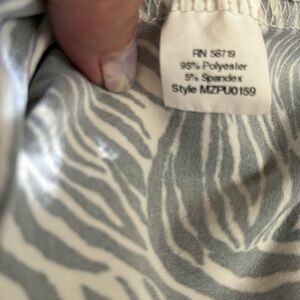 RN 58719
95% Polyester
5% Spandex
Style MZPU0159